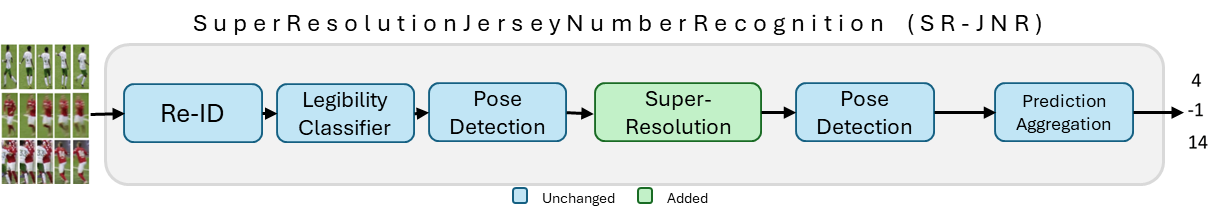 SuperResolutionJerseyNumberRecognition (SR-JNR)
Re-ID
Legibility
Classifier
Pose
Detection
Super-
Resolution
Pose
Detection
Prediction
Aggregation
4
-1
14
Unchanged
Added